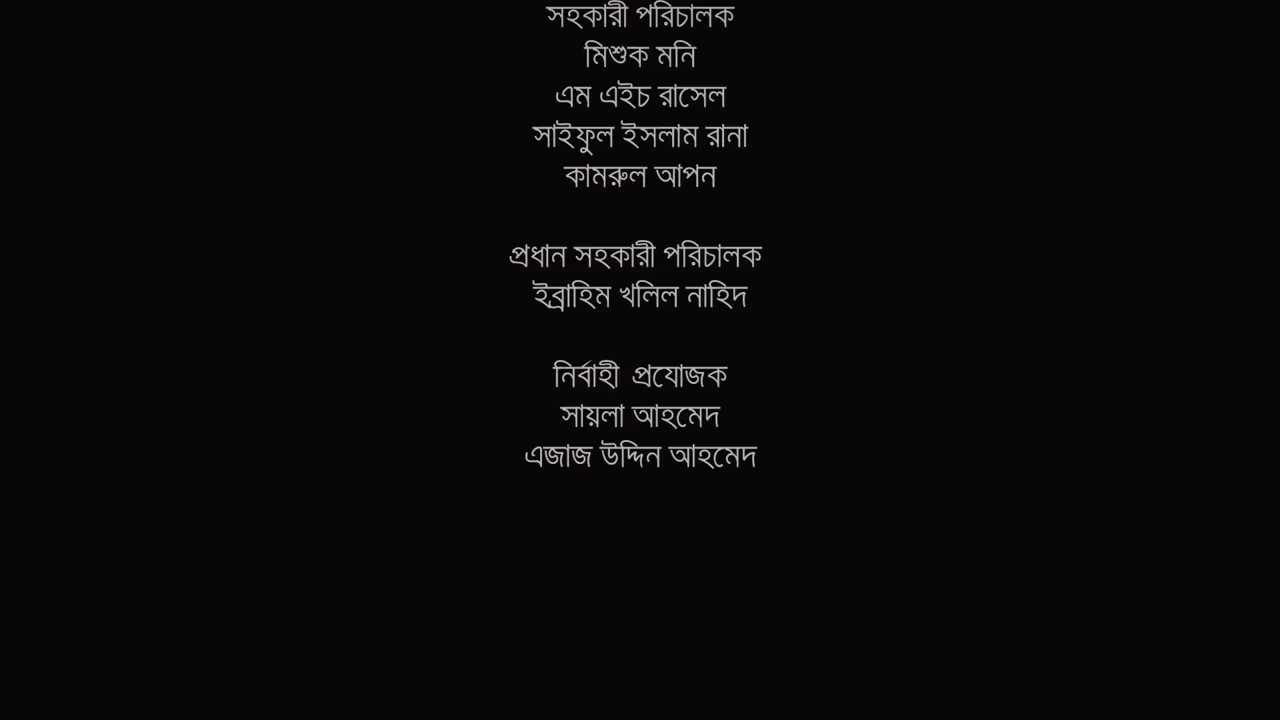 সহকারী পরিচালক
মিশুক মনি
এম এইচ রাসেল
সাইফুল ইসলাম রানা
কামরুল আপন
প্রধান সহকারী পরিচালক
ইব্রাহিম খলিল নাহিদ
নির্বাহী প্রযোজক
সায়লা আহমেদ
এজাজ উদ্দিন আহমেদ